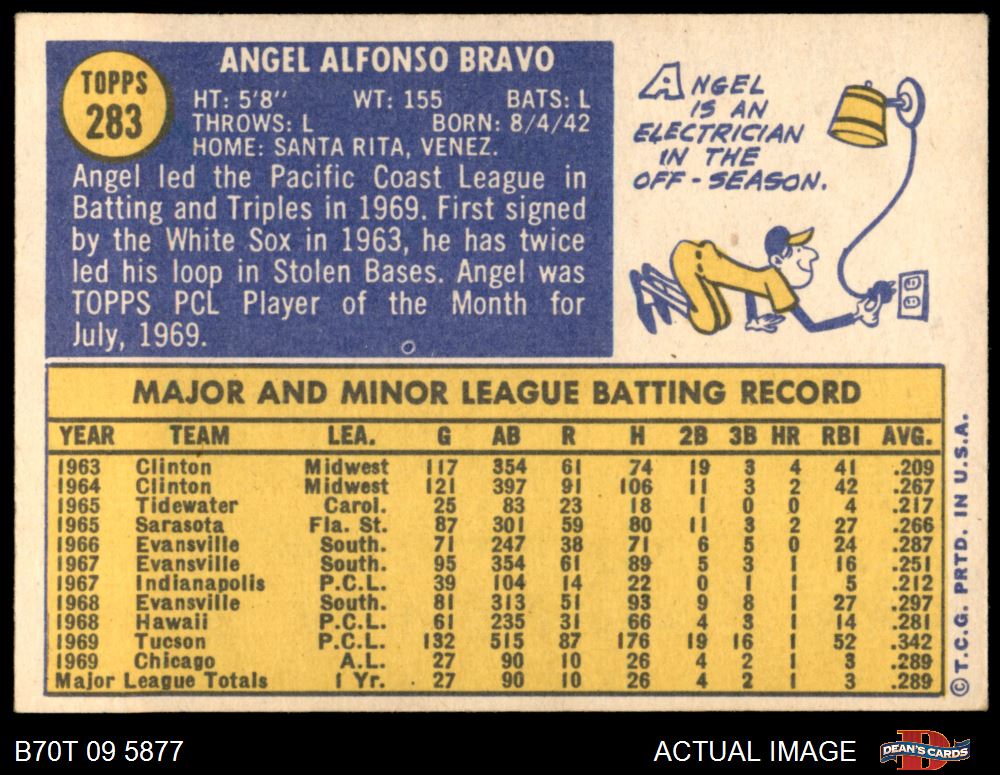 TOPPS
283
ANGEL ALFONSO BRAVO
HT: 5'8" WT: 155 BATS: L
THROWS: L BORN: 8/4/42
HOME: SANTA RITA, VENEZ.
Angel led the Pacific Coast League in
Batting and Triples in 1969. First signed
by the White Sox in 1963, he has twice
led his loop in Stolen Bases. Angel was
TOPPS PCL Player of the Month for
July, 1969.
ANGEL
IS AN
ELECTRICIAN
IN THE
OFF-SEASON.
MAJOR AND MINOR LEAGUE BATTING RECORD
YEAR TEAM LEA. G AB R H 2B 3B HR RBI AVG.
1963 Clinton Midwest 117 354 61 74 19 3 4 41 .209
1964 Clinton Midwest 121 397 91 106 11 3 2 42 .267
1965 Tidewater Carol. 25 83 23 18 1 0 0 4 .217
1965 Sarasota Fla. St. 87 301 59 80 11 3 2 27 .266
1966 Evansville South. 71 247 38 71 6 5 0 24 .287
1967 Evansville South. 95 354 61 89 5 3 1 16 .251
1967 Indianapolis P.C.L. 39 104 14 22 0 1 1 5 .212
1968 Evansville South. 81 313 51 93 9 8 1 27 .297
1968 Hawaii P.C.L. 61 235 31 66 4 3 1 14 .281
1969 Tucson P.C.L. 132 515 87 176 19 16 1 52 .342
1969 Chicago A.L. 27 90 10 26 4 2 1 3 .289
Major League Totals 1 Yr. 27 90 10 26 4 2 1 3 .289
© T.C.G. PRTD. IN U.S.A.
B70T 09 5877
ACTUAL IMAGE
D
DEAN'S CARDS